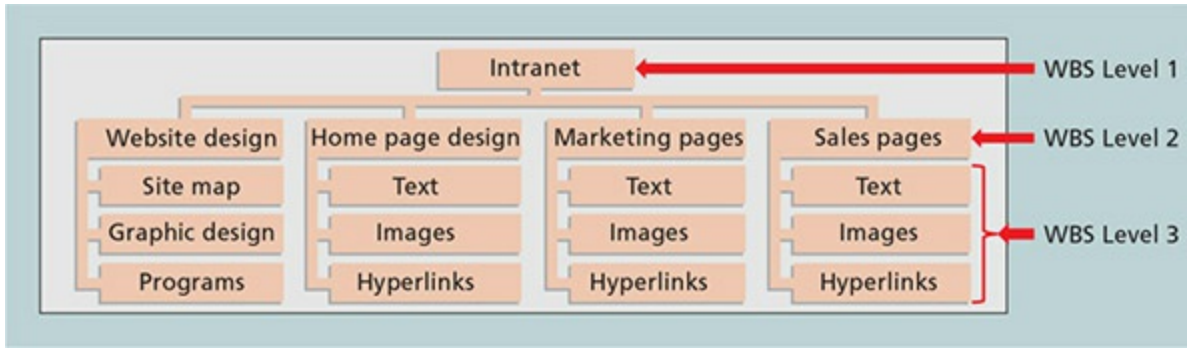 Intranet
WBS Level 1
Website design
Home page design
Marketing pages
Sales pages
WBS Level 2
Site map
Text
Text
Text
Graphic design
Images
Images
Images
WBS Level 3
Programs
Hyperlinks
Hyperlinks
Hyperlinks